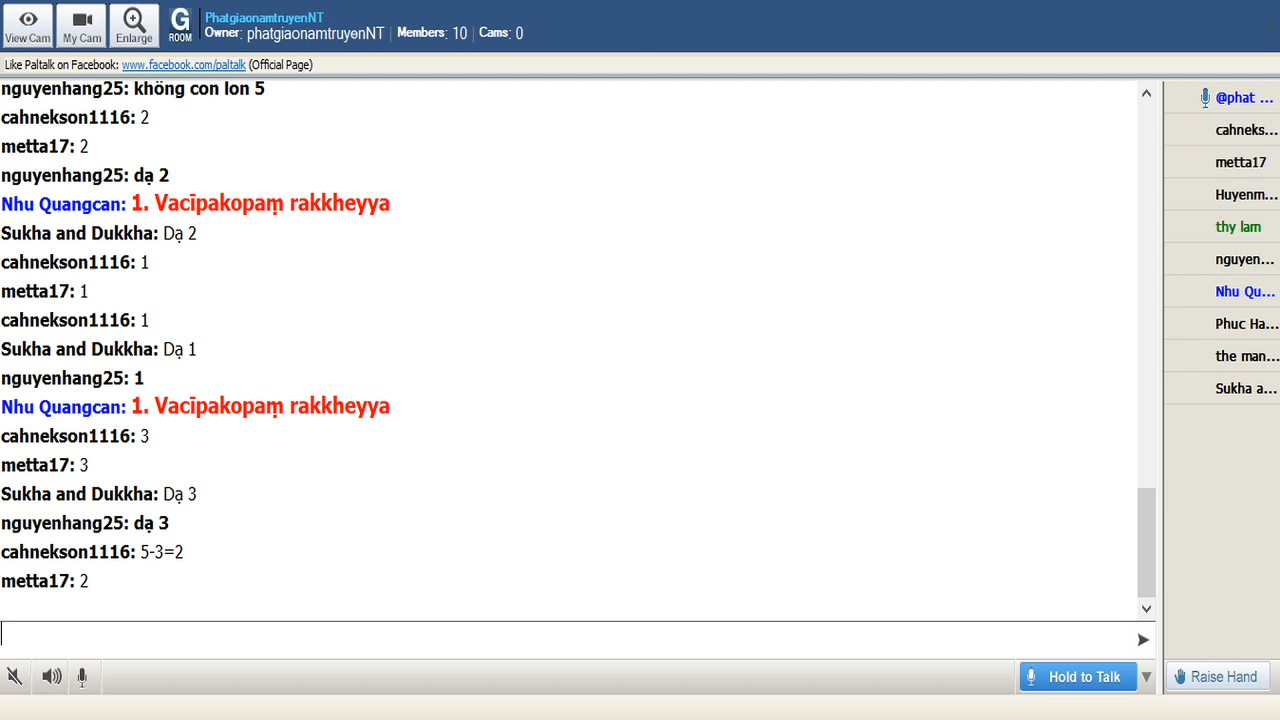 View Cam
My Cam
Enlarge
G
ROOM
PhatgiaonamtruyenNT
Owner: phatgiaonamtruyenNT | Members: 10 | Cams: 0
Like Paltalk on Facebook: www.facebook.com/paltalk (Official Page)
nguyenhang25: không con lon 5
cahnekson1116: 2
metta17: 2
nguyenhang25: dạ 2
Nhu Quangcan: 1. Vacīpakopaṃ rakkheyya
Sukha and Dukkha: Dạ 2
cahnekson1116: 1
metta17: 1
cahnekson1116: 1
Sukha and Dukkha: Dạ 1
nguyenhang25: 1
Nhu Quangcan: 1. Vacīpakopaṃ rakkheyya
cahnekson1116: 3
metta17: 3
Sukha and Dukkha: Dạ 3
nguyenhang25: dạ 3
cahnekson1116: 5-3=2
metta17: 2
@phat ...
cahneks...
metta17
Huyenm...
thy lam
nguyen...
Nhu Qu...
Phuc Ha...
the man...
Sukha a...
Hold to Talk
Raise Hand